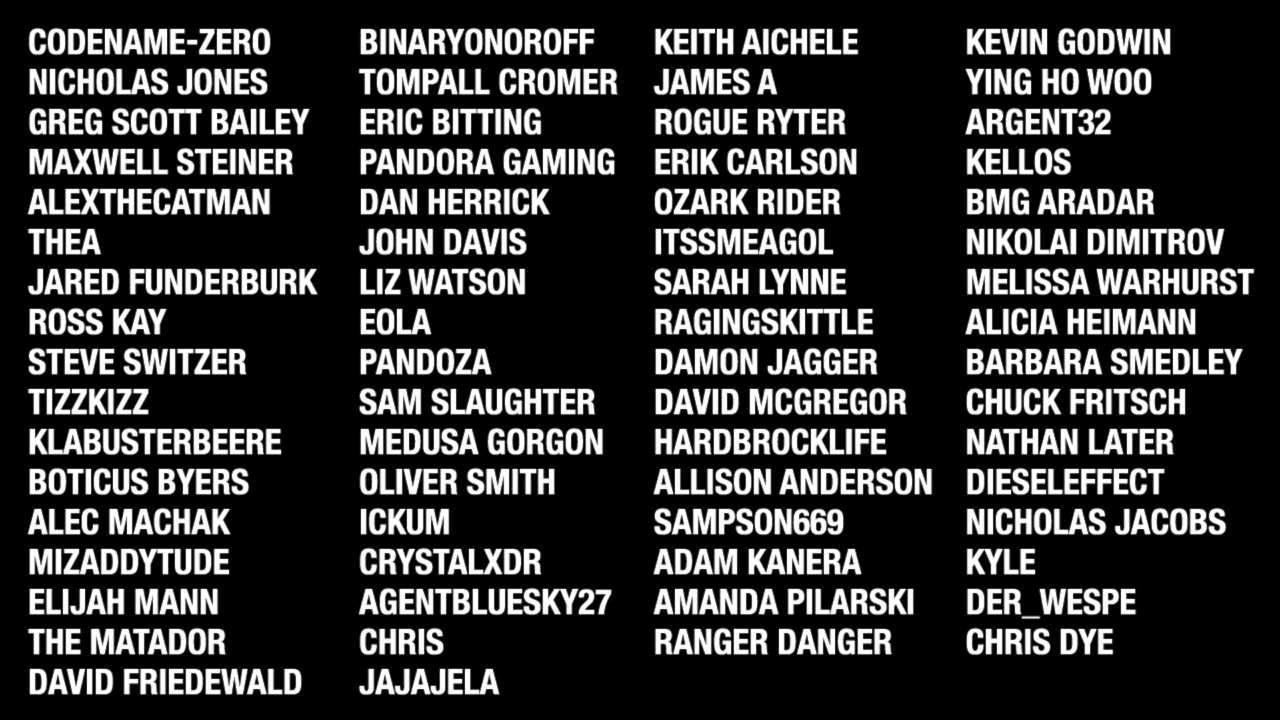 CODENAME-ZERO
NICHOLAS JONES
GREG SCOTT BAILEY
MAXWELL STEINER
ALEXTHECATMAN
THEA
JARED FUNDERBURK
ROSS KAY
STEVE SWITZER
TIZZKIZZ
KLABUSTERBEERE
BOTICUS BYERS
ALEC MACHAK
MIZADDYTUDE
ELIJAH MANN
THE MATADOR
DAVID FRIEDEWALD
BINARYONOROFF
TOMPALL CROMER
ERIC BITTING
PANDORA GAMING
DAN HERRICK
JOHN DAVIS
LIZ WATSON
EOLA
PANDOZA
SAM SLAUGHTER
MEDUSA GORGON
OLIVER SMITH
ICKUM
CRYSTALXDR
AGENTBLUESKY27
CHRIS
JAJAJELA
KEITH AICHELE
JAMES A
ROGUE RYTER
ERIK CARLSON
OZARK RIDER
ITSSMEAGOL
SARAH LYNNE
RAGINGSKITTLE
DAMON JAGGER
DAVID MCGREGOR
HARDBROCKLIFE
ALLISON ANDERSON
SAMPSON669
ADAM KANERA
AMANDA PILARSKI
RANGER DANGER
KEVIN GODWIN
YING HO WOO
ARGENT32
KELLOS
BMG ARADAR
NIKOLAI DIMITROV
MELISSA WARHURST
ALICIA HEIMANN
BARBARA SMEDLEY
CHUCK FRITSCH
NATHAN LATER
DIESELEFFECT
NICHOLAS JACOBS
KYLE
DER_WESPE
CHRIS DYE